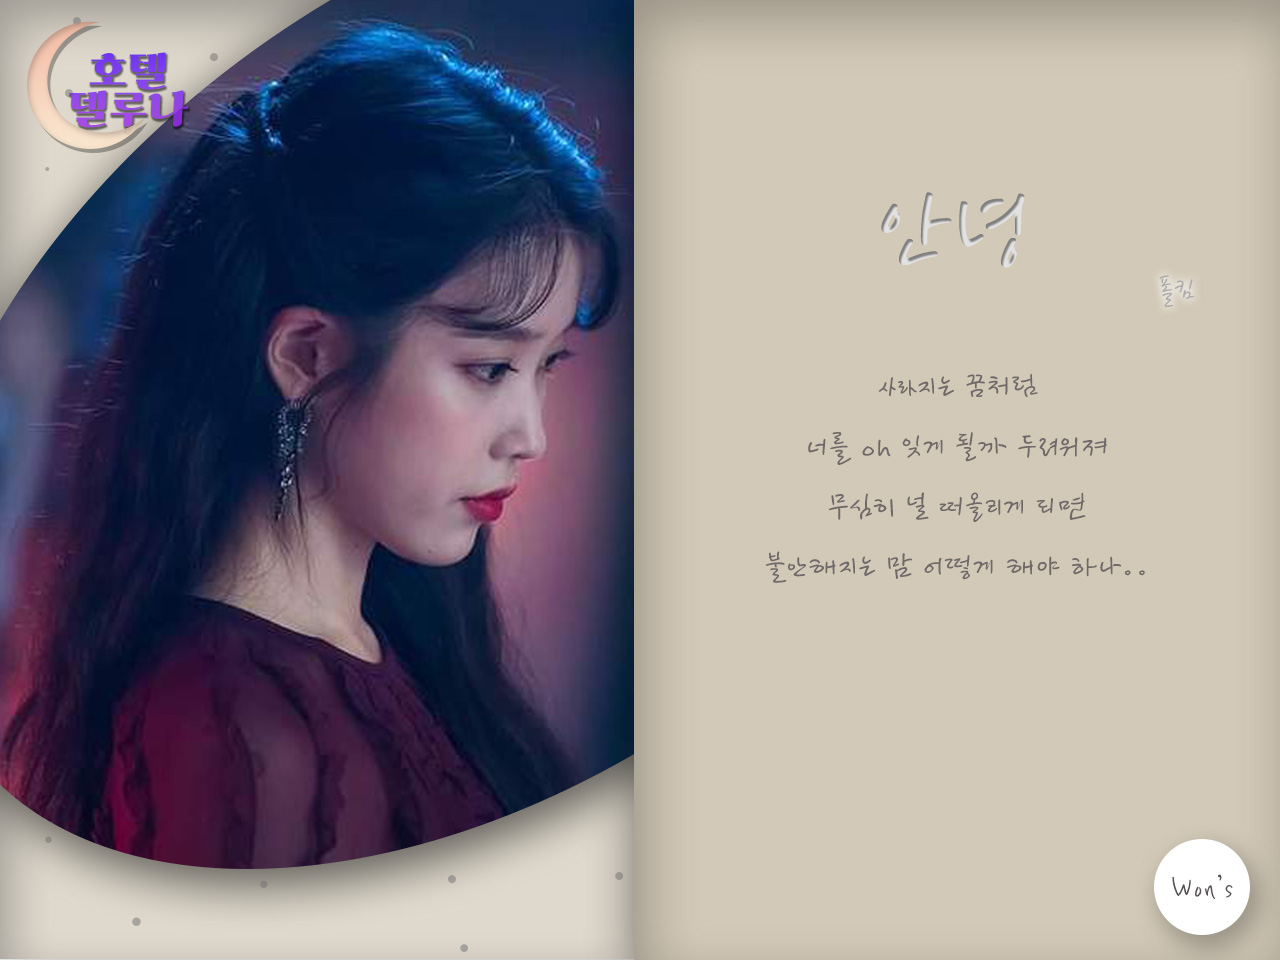 호텔
델루나
안녕
폴킴
사라지는 꿈처럼
너를 oh 잊게 될까 두려워져
무심히 널 떠올리게 되면
불안해지는 맘 어떻게 해야 하나..
Won's